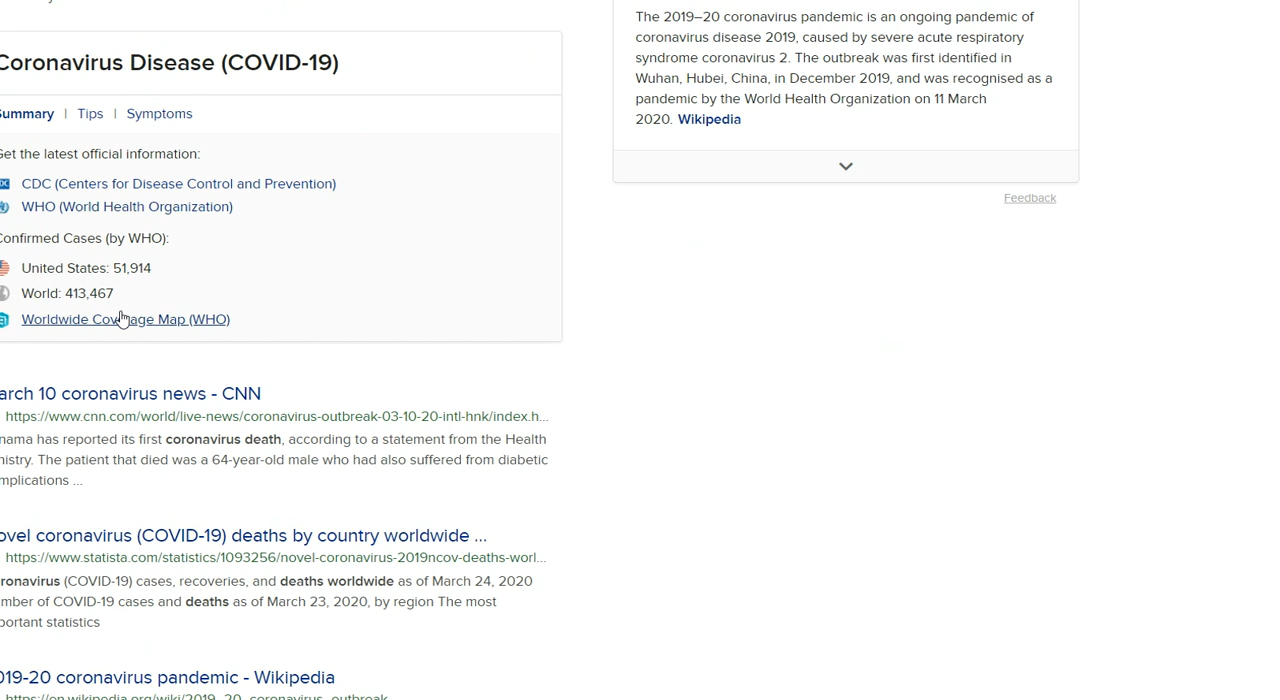 Coronavirus Disease (COVID-19)
Summary | Tips | Symptoms
Get the latest official information:
CDC (Centers for Disease Control and Prevention)
WHO (World Health Organization)
Confirmed Cases (by WHO):
United States: 51,914
World: 413,467
Worldwide Coverage Map (WHO)
arch 10 coronavirus news - CNN
https://www.cnn.com/world/live-news/coronavirus-outbreak-03-10-20-intl-hnk/index.h...
nama has reported its first coronavirus death, according to a statement from the Health
nistry. The patient that died was a 64-year-old male who had also suffered from diabetic
mplications ...
ovel coronavirus (COVID-19) deaths by country worldwide ...
https://www.statista.com/statistics/1093256/novel-coronavirus-2019ncov-deaths-worl...
ronavirus (COVID-19) cases, recoveries, and deaths worldwide as of March 24, 2020
mber of COVID-19 cases and deaths as of March 23, 2020, by region The most
portant statistics
019-20 coronavirus pandemic - Wikipedia
https://en.wikipedia.org/wiki/2019–20_coronavirus_outbreak
The 2019–20 coronavirus pandemic is an ongoing pandemic of
coronavirus disease 2019, caused by severe acute respiratory
syndrome coronavirus 2. The outbreak was first identified in
Wuhan, Hubei, China, in December 2019, and was recognised as a
pandemic by the World Health Organization on 11 March
2020. Wikipedia
Feedback